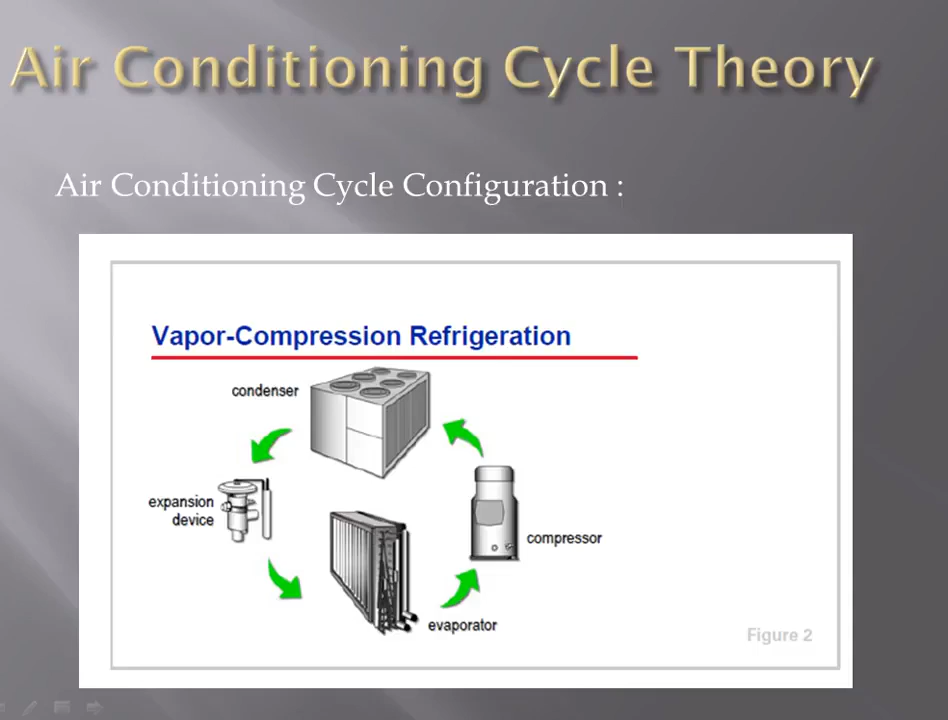 Air Conditioning Cycle Theory
Air Conditioning Cycle Configuration :
Vapor-Compression Refrigeration
condenser
expansion
device
compressor
evaporator
Figure 2